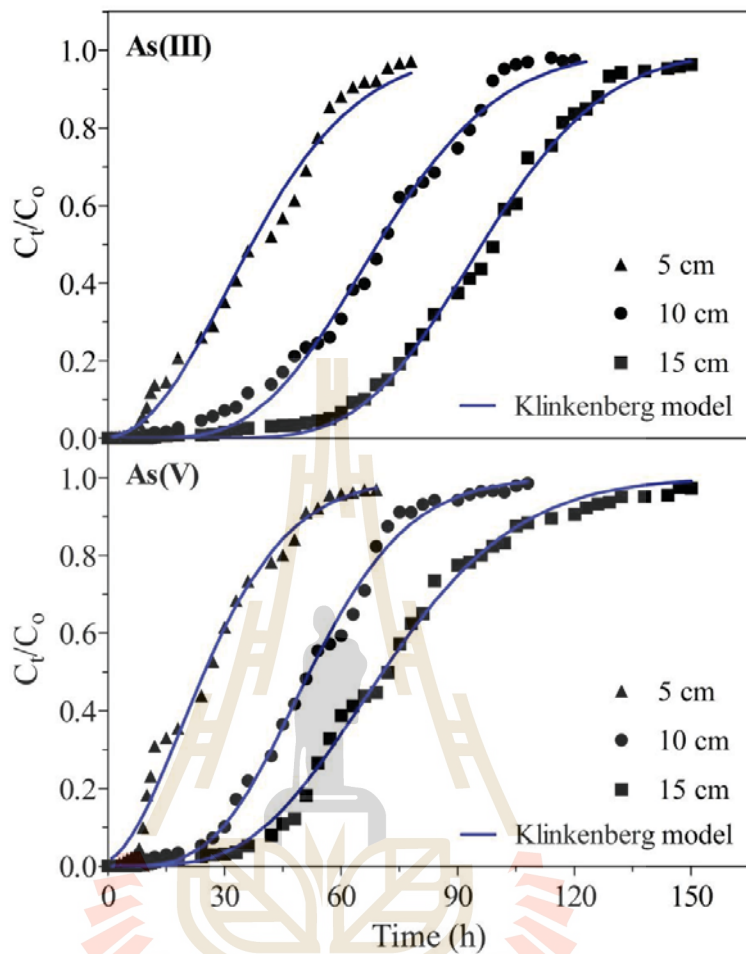 As(III)
1.0
0.8
0.6
0.4
0.2
0.0
Ct/Co
5 cm
10 cm
15 cm
Klinkenberg model
As(V)
1.0
0.8
0.6
0.4
0.2
0.0
Ct/Co
5 cm
10 cm
15 cm
Klinkenberg model
0 30 60 90 120 150
Time (h)